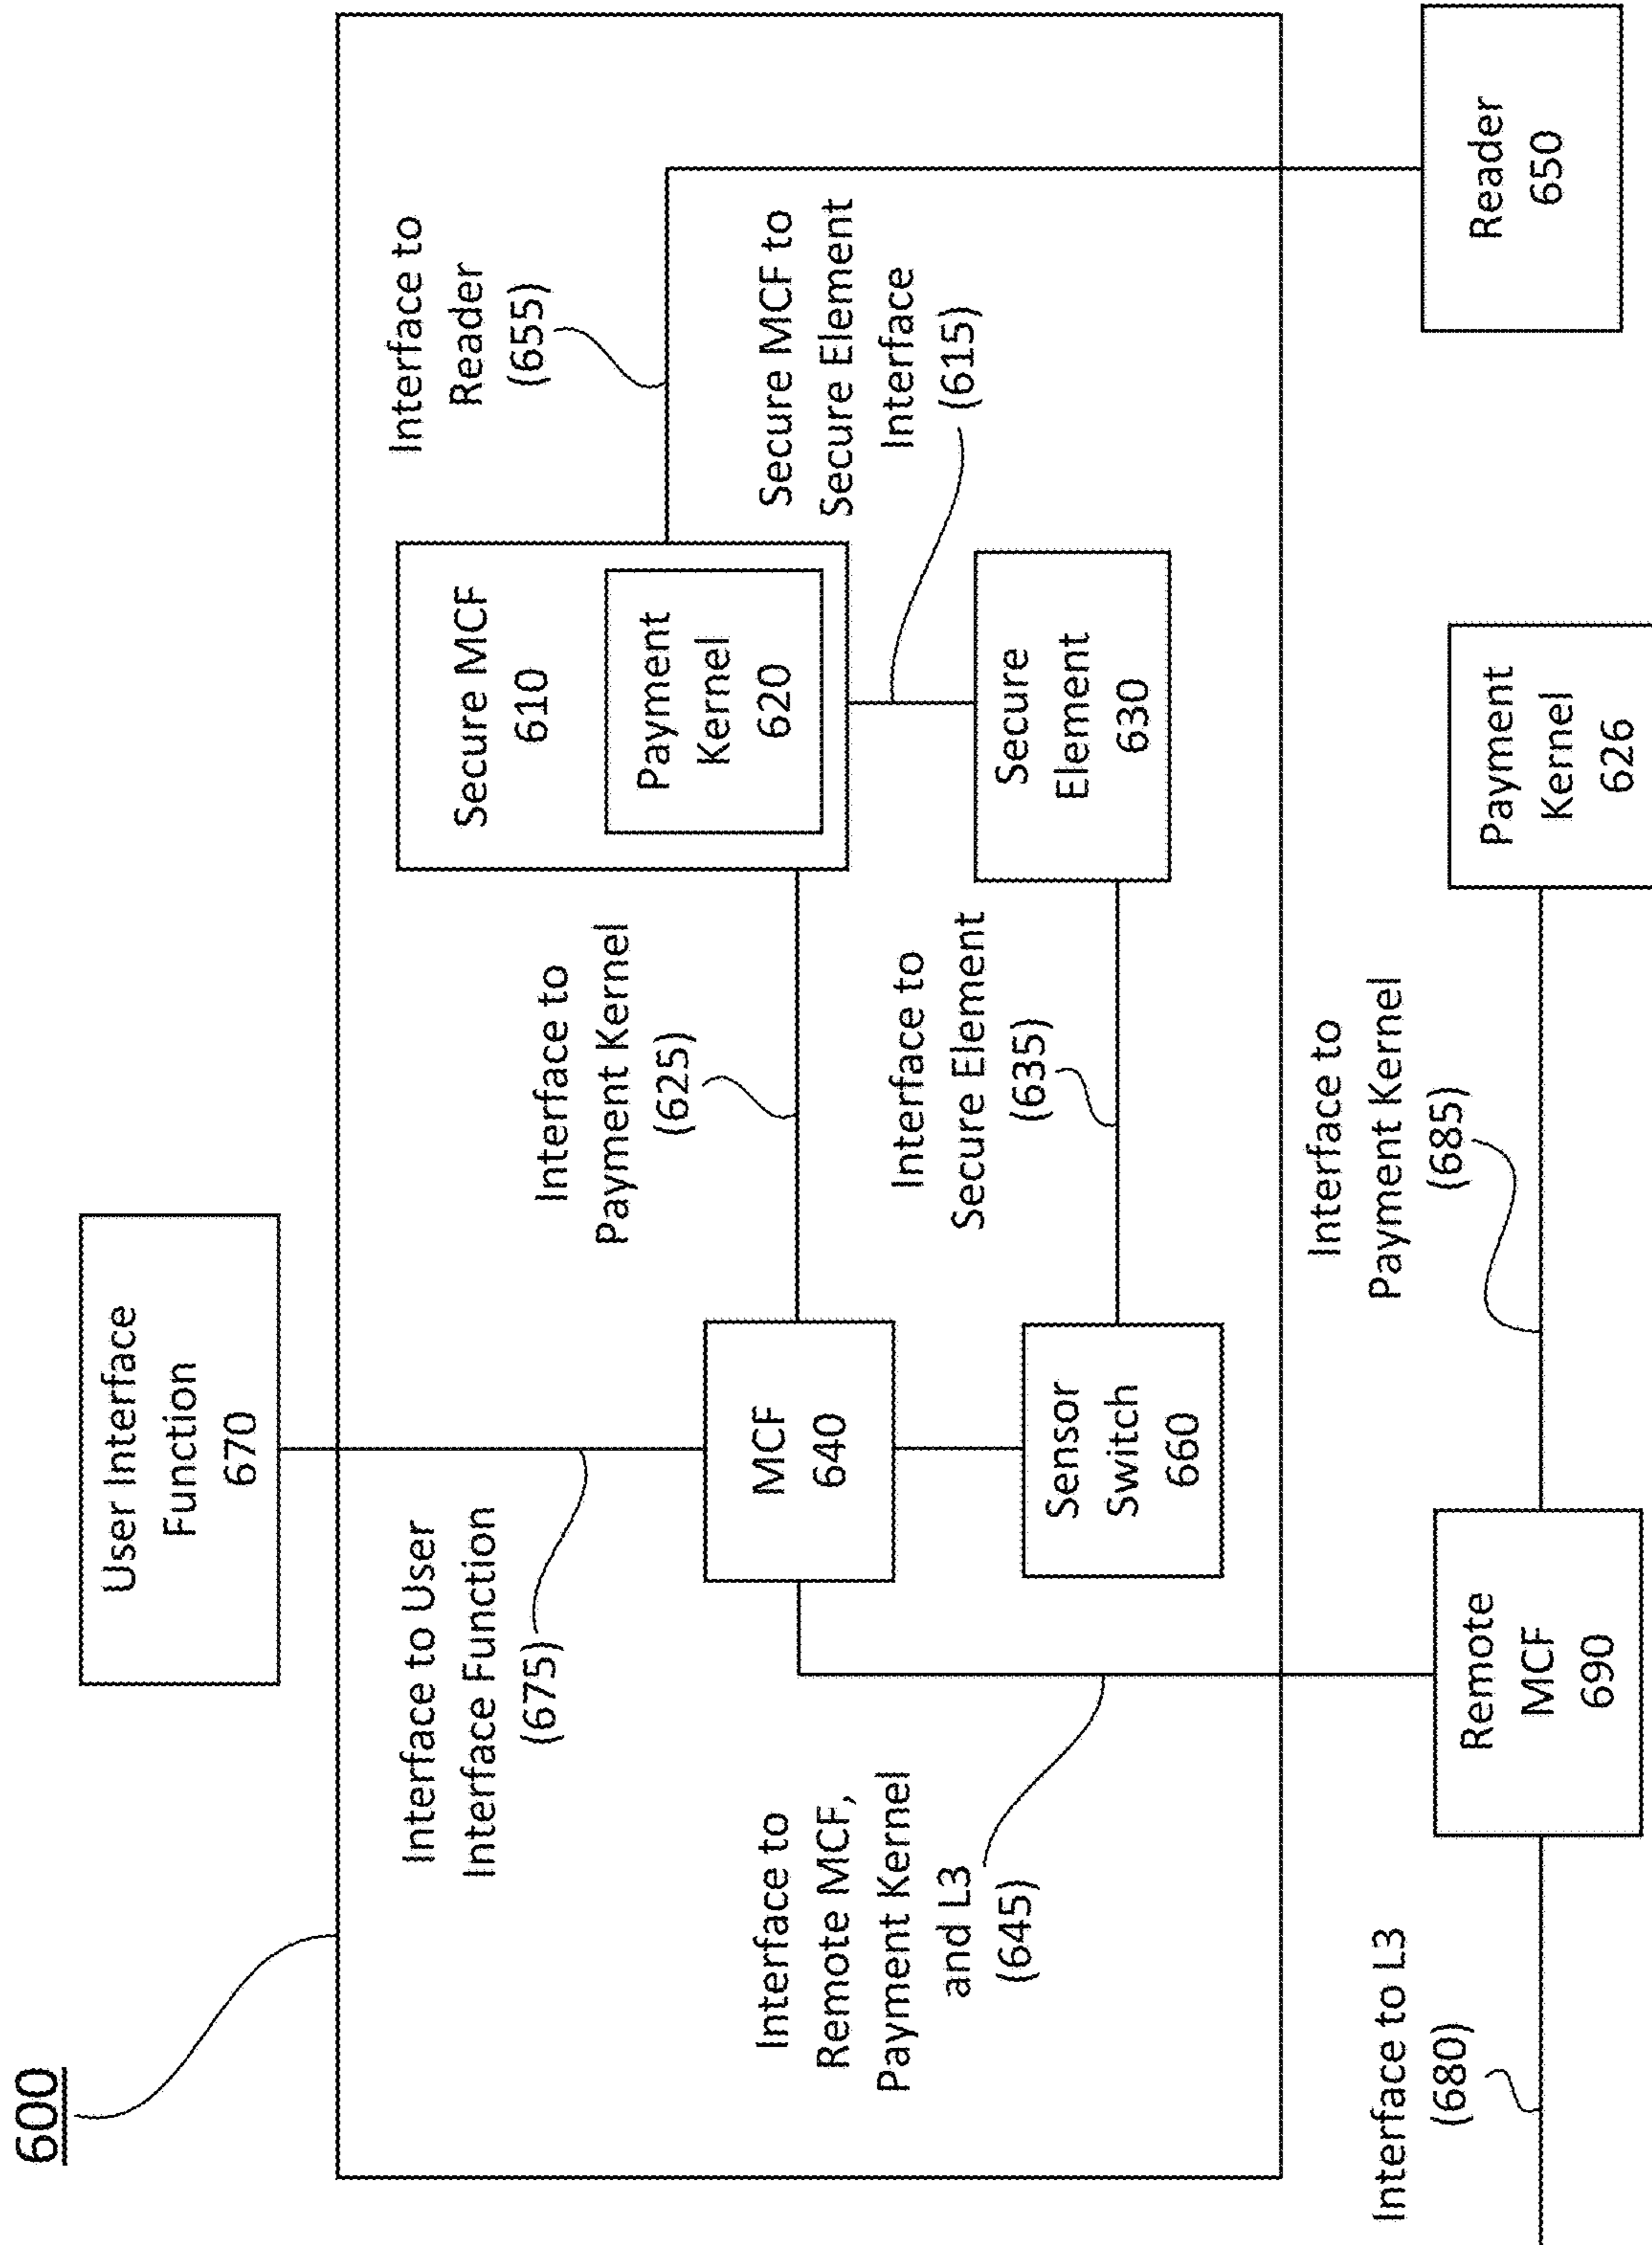 600
User Interface
Function
670
Interface to User
Interface Function
(675)
Interface to
Reader
(655)
Secure MCF
610
Payment
Kernel
620
Interface to
Payment Kernel
(625)
Secure MCF to
Secure Element
Interface
(615)
MCF
640
Interface to
Remote MCF,
Payment Kernel
and L3
(645)
Interface to
Secure Element
(635)
Secure
Element
630
Sensor
Switch
660
Interface to L3
(680)
Remote
MCF
690
Interface to
Payment Kernel
(685)
Payment
Kernel
626
Reader
650